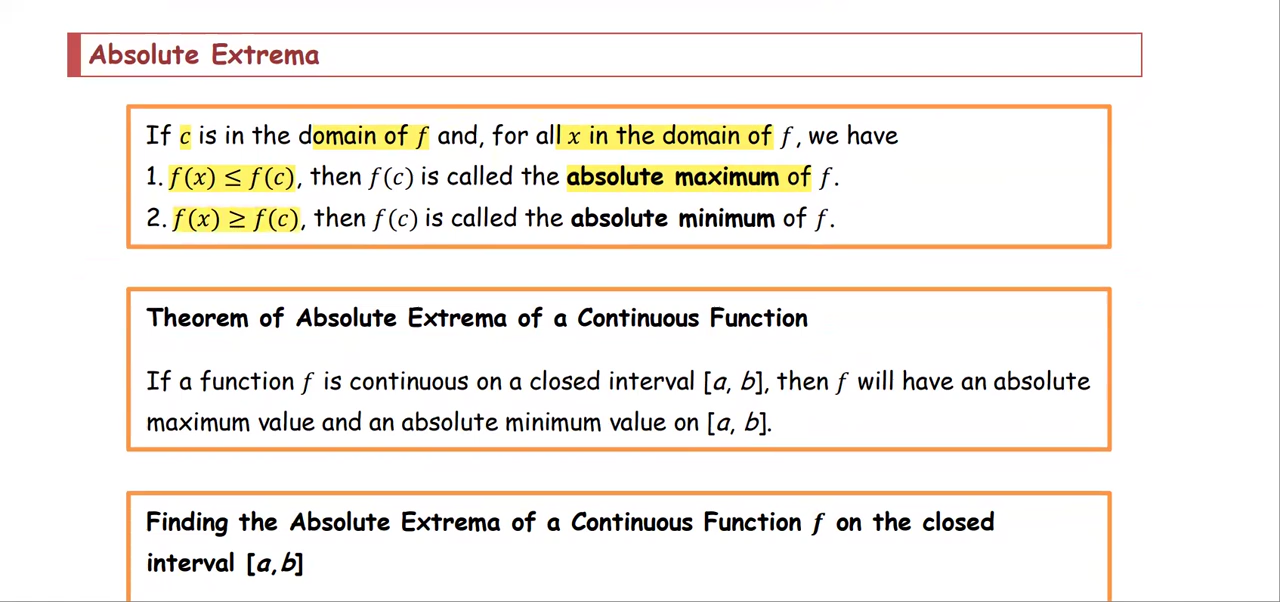 Absolute Extrema
If c is in the domain of f and, for all x in the domain of f, we have
1. f(x) ≤ f(c), then f(c) is called the absolute maximum of f.
2. f(x) ≥ f(c), then f(c) is called the absolute minimum of f.
Theorem of Absolute Extrema of a Continuous Function
If a function f is continuous on a closed interval [a, b], then f will have an absolute
maximum value and an absolute minimum value on [a, b].
Finding the Absolute Extrema of a Continuous Function f on the closed
interval [a,b]